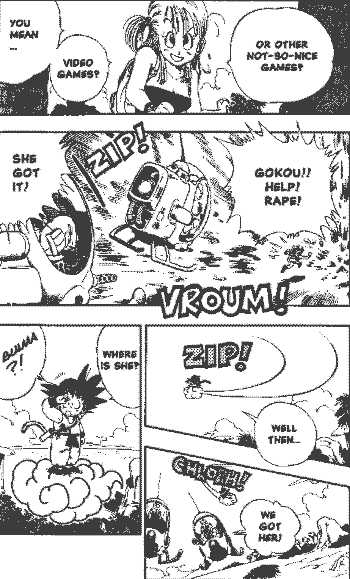 YOU
MEAN
...
VIDEO
GAMES?
OR OTHER
NOT-SO-NICE
GAMES?
SHE
GOT
IT!
ZIP!
GOKOU!!
HELP!
RAPE!
VROUM!
BULMA
?!
WHERE
IS SHE?
ZIP!
WELL
THEN...
WE
GOT
HER!